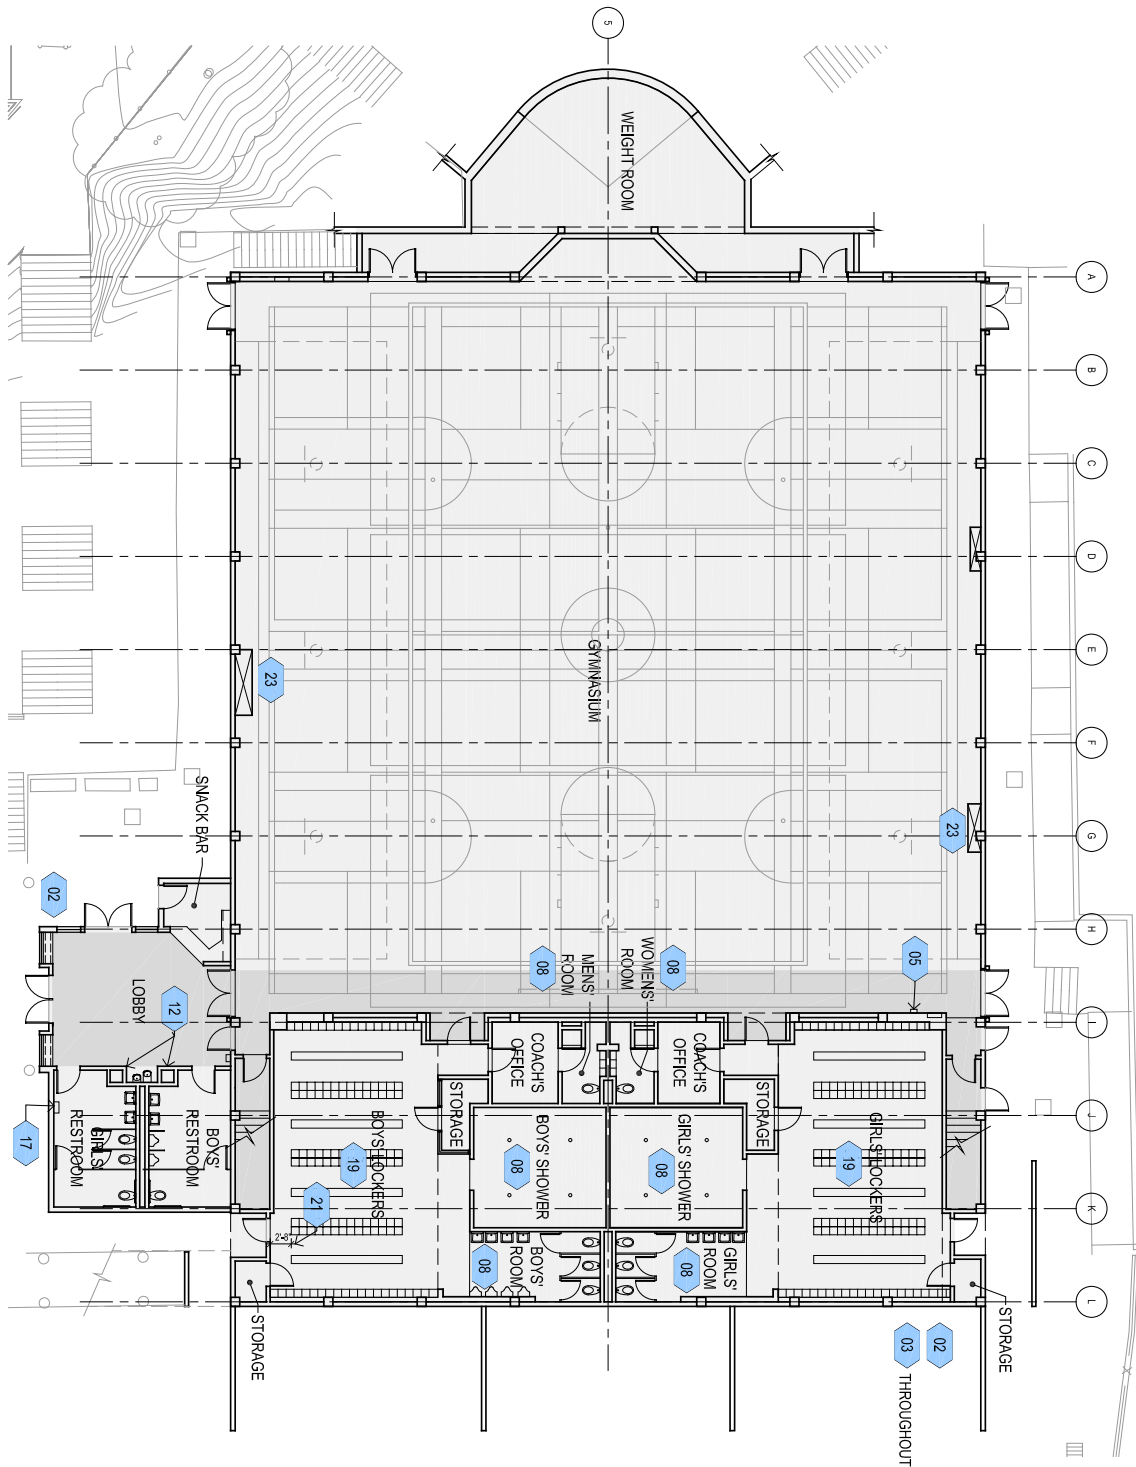 5
WEIGHT ROOM
A
B
C
D
E
GYMNASIUM
23
F
SNACK BAR
23
G
02
H
WOMENS'
ROOM
08
MENS'
ROOM
08
05
LOBBY
12
I
COACH'S
OFFICE
COACH'S
OFFICE
STORAGE
STORAGE
J
BOYS'
RESTROOM
GIRLS'
RESTROOM
17
BOYS' LOCKERS
19
BOYS' SHOWER
08
GIRLS' SHOWER
08
GIRLS' LOCKERS
19
21
2'-8"
K
BOYS'
ROOM
08
GIRLS'
ROOM
08
L
STORAGE
STORAGE
02
03
THROUGHOUT